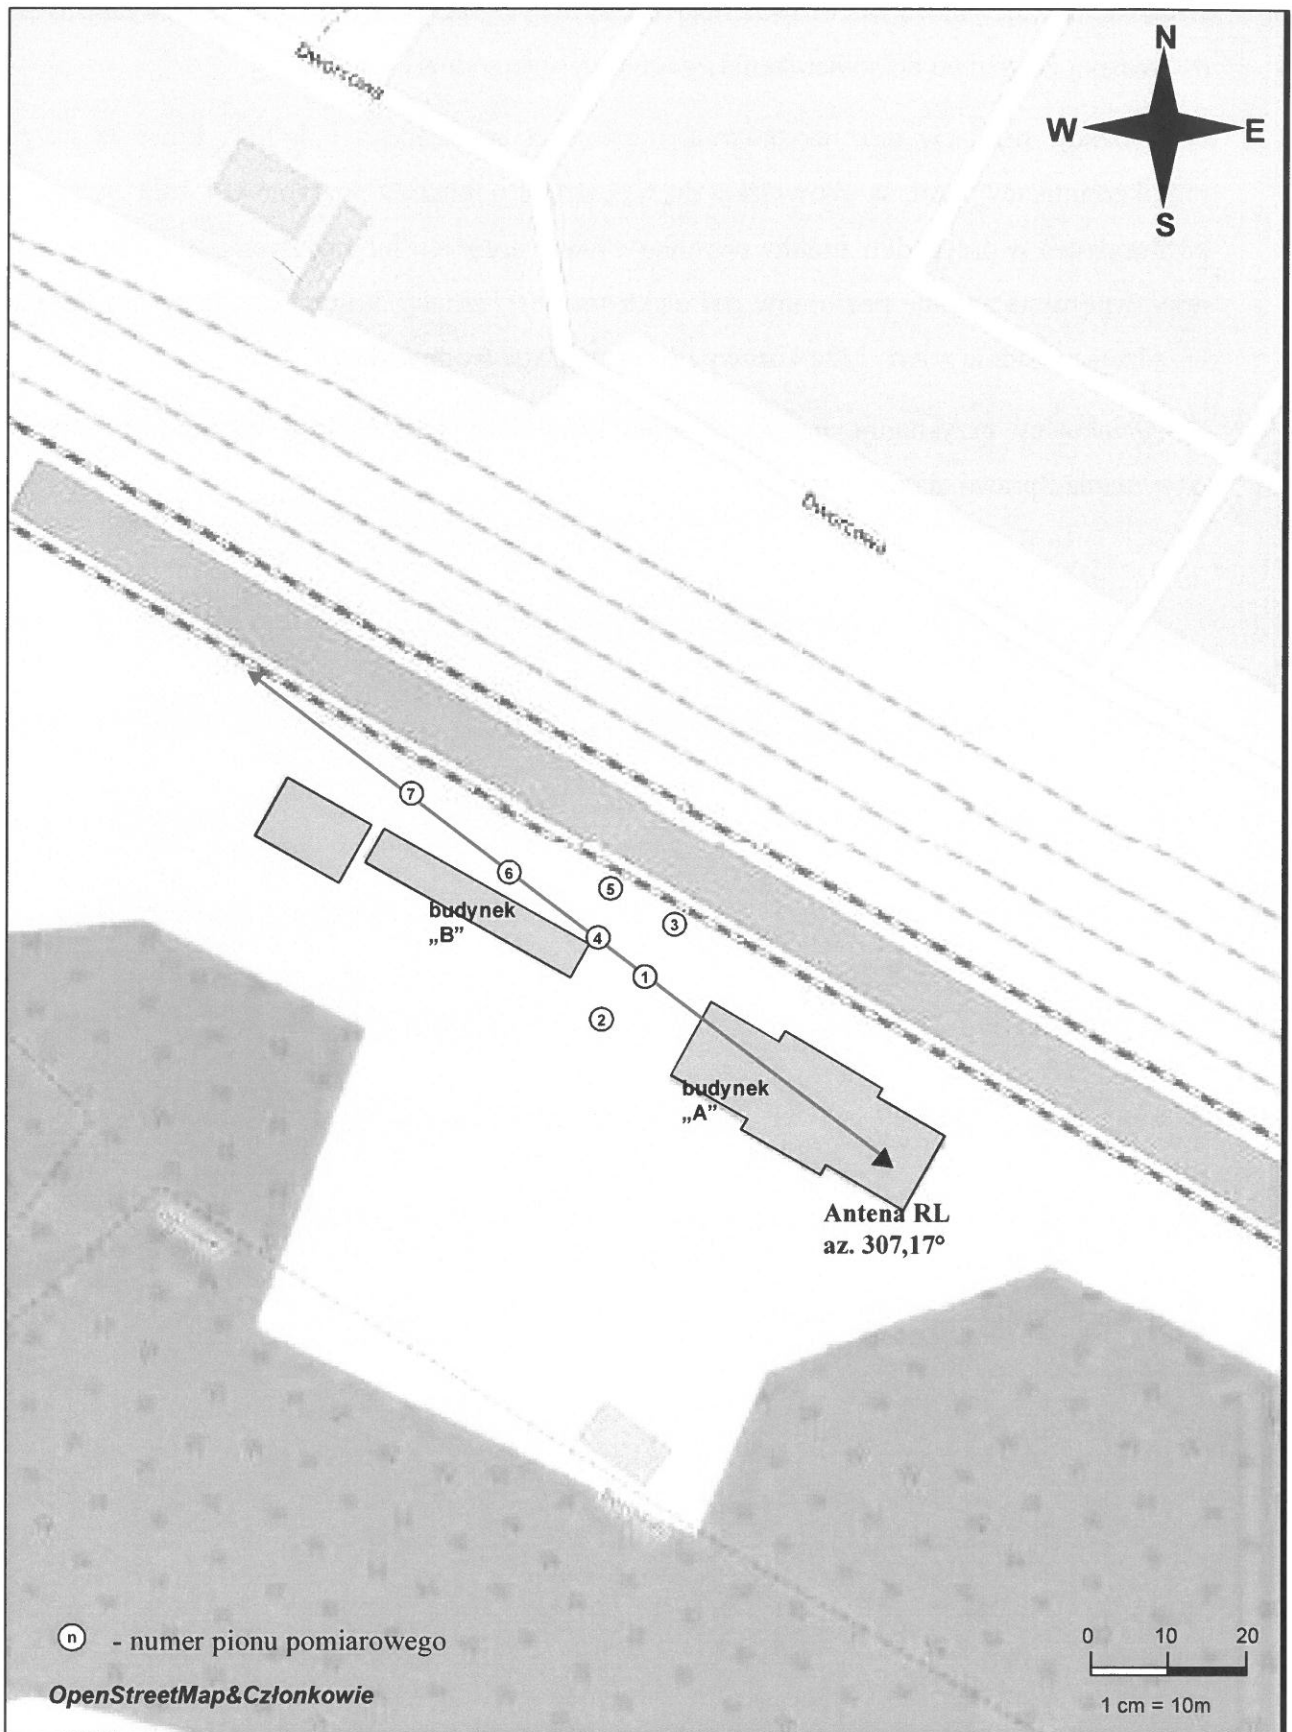 N
W E
S
Dworcowa
Dworcowa
7
6
5
budynek
„B”
4
3
1
2
budynek
„A”
Antena RL
az. 307,17°
n - numer pionu pomiarowego
OpenStreetMap&Członkowie
0 10 20
1 cm = 10m